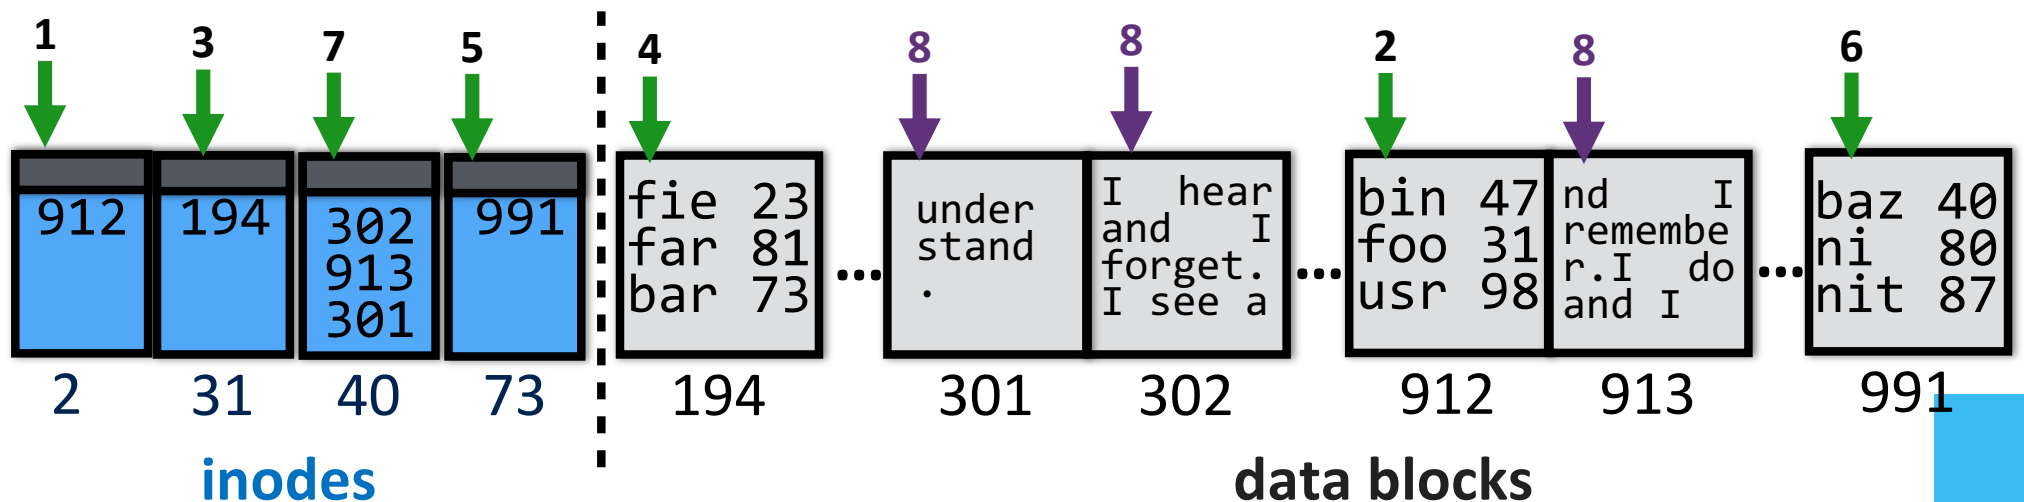 1
3
7
5
4
8
8
2
8
6
912
194
302
913
301
991
fie 23
far 81
bar 73
...
under
stand
.
I hear
and I
forget.
I see a
...
bin 47
foo 31
usr 98
nd I
remembe
r.I do
and I
...
baz 40
ni 80
nit 87
2
31
40
73
194
301
302
912
913
991
inodes
data blocks